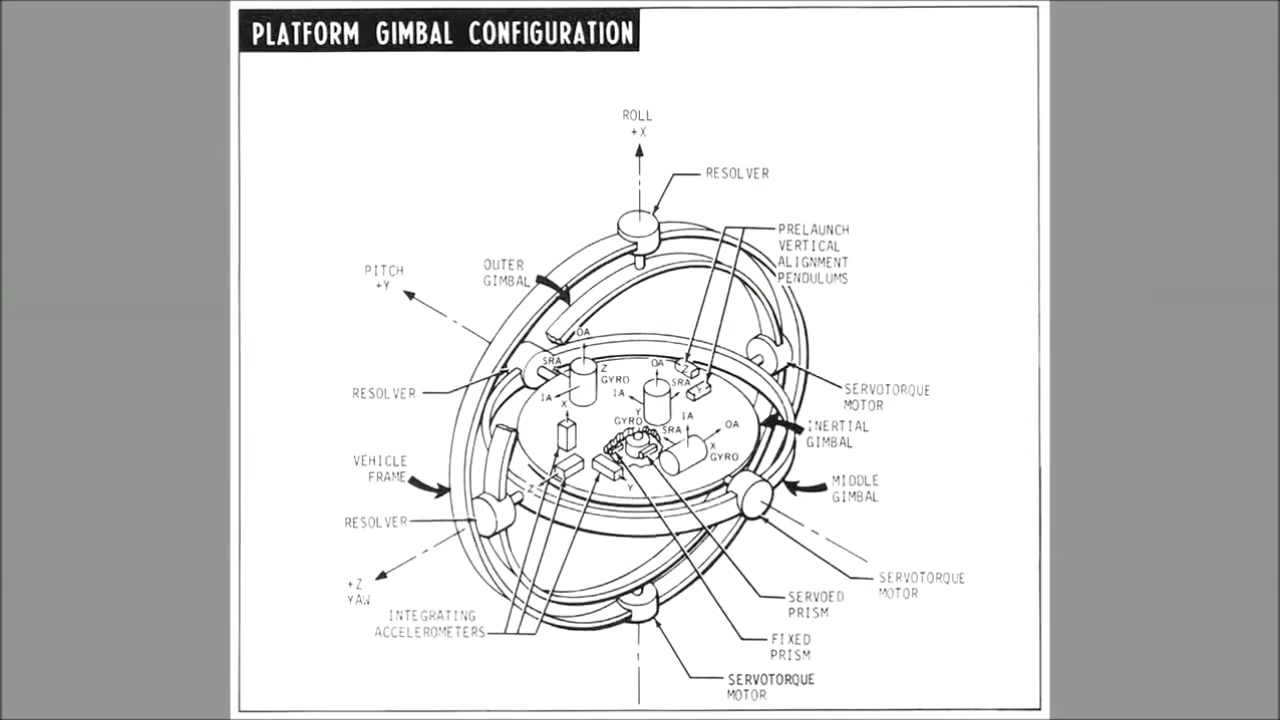 PLATFORM GIMBAL CONFIGURATION
ROLL
+X
RESOLVER
PRELAUNCH
VERTICAL
ALIGNMENT
PENDULUMS
OUTER
GIMBAL
PITCH
+Y
OA
SRA
Z
GYRO
IA
X
OA
SRA
IA
Y
GYRO
Z
Y
IA
SRA
OA
X
GYRO
RESOLVER
SERVOTORQUE
MOTOR
INERTIAL
GIMBAL
VEHICLE
FRAME
MIDDLE
GIMBAL
Z
Y
RESOLVER
+Z
YAW
SERVOTORQUE
MOTOR
SERVOED
PRISM
INTEGRATING
ACCELEROMETERS
FIXED
PRISM
SERVOTORQUE
MOTOR